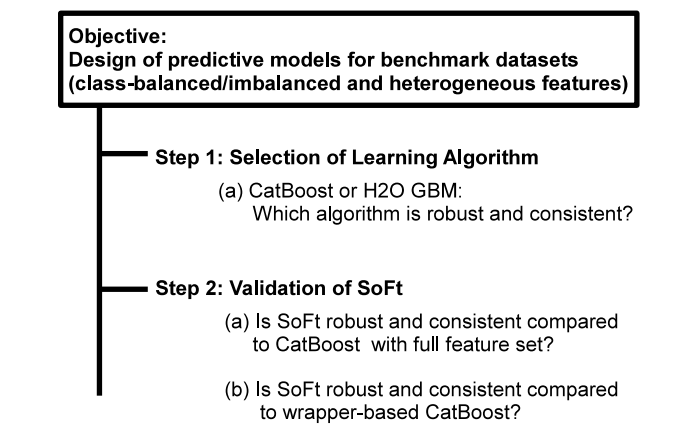 Objective:
Design of predictive models for benchmark datasets
(class-balanced/imbalanced and heterogeneous features)
Step 1: Selection of Learning Algorithm
(a) CatBoost or H2O GBM:
Which algorithm is robust and consistent?
Step 2: Validation of SoFt
(a) Is SoFt robust and consistent compared
to CatBoost with full feature set?
(b) Is SoFt robust and consistent compared
to wrapper-based CatBoost?